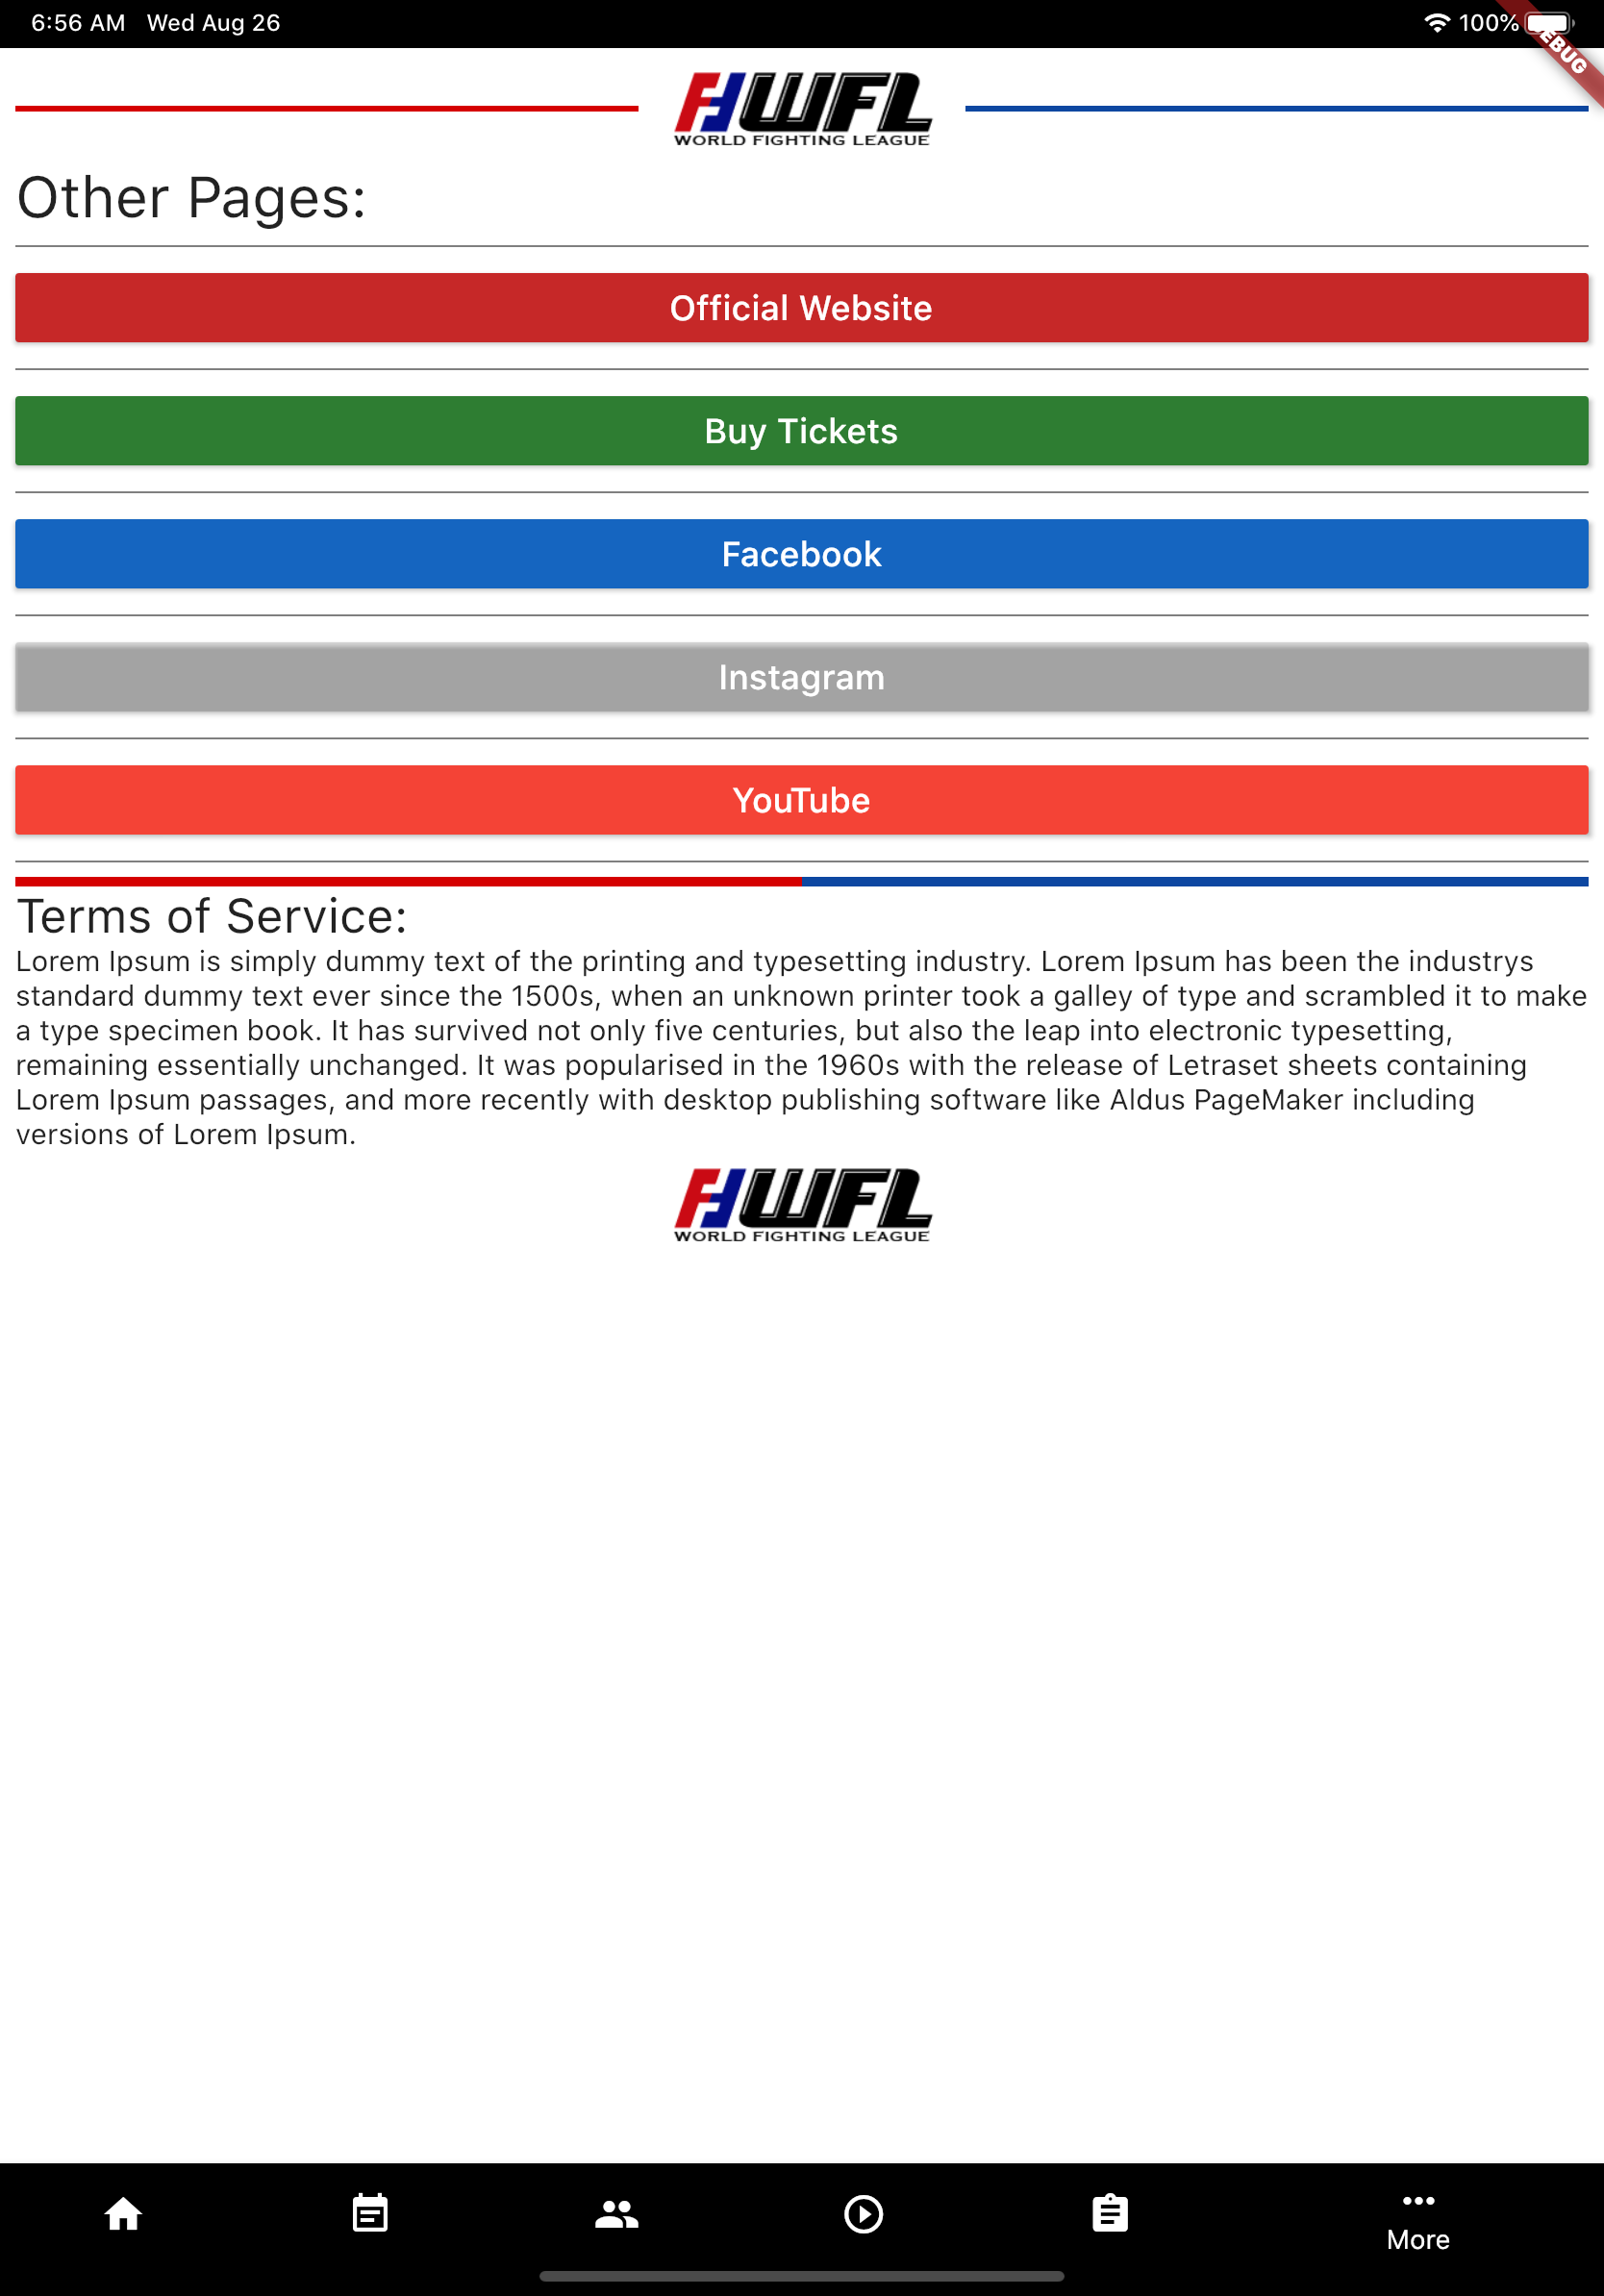 6:56 AM Wed Aug 26 100%
EBUG
WFL
WORLD FIGHTING LEAGUE
Other Pages:
Official Website
Buy Tickets
Facebook
Instagram
YouTube
Terms of Service:
Lorem Ipsum is simply dummy text of the printing and typesetting industry. Lorem Ipsum has been the industrys
standard dummy text ever since the 1500s, when an unknown printer took a galley of type and scrambled it to make
a type specimen book. It has survived not only five centuries, but also the leap into electronic typesetting,
remaining essentially unchanged. It was popularised in the 1960s with the release of Letraset sheets containing
Lorem Ipsum passages, and more recently with desktop publishing software like Aldus PageMaker including
versions of Lorem Ipsum.
WFL
WORLD FIGHTING LEAGUE
More